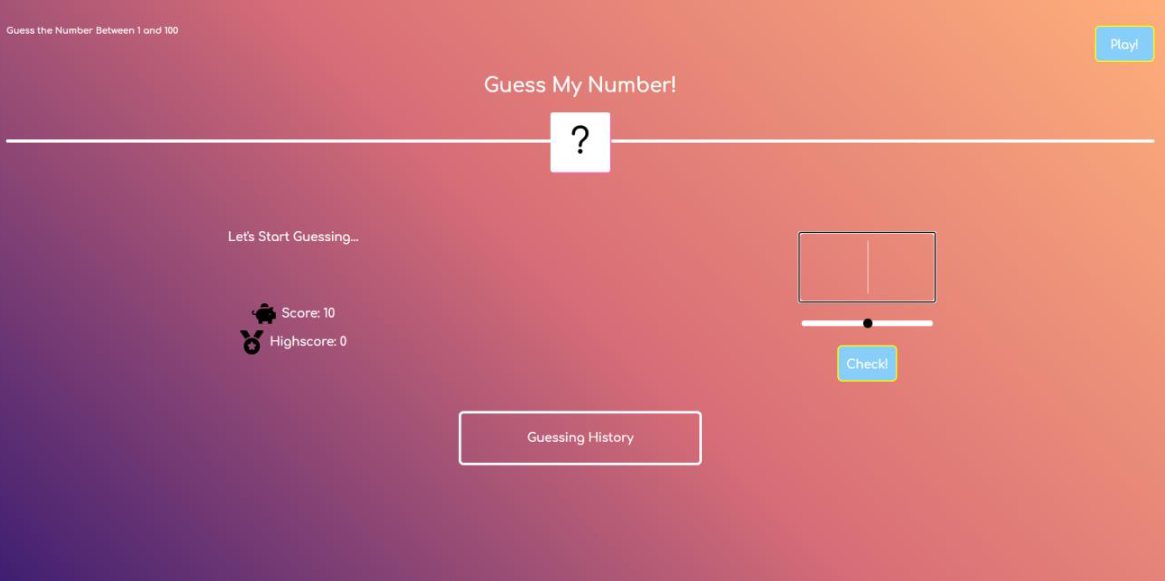 Guess the Number Between 1 and 100
Play!
Guess My Number!
?
Let's Start Guessing...
Score: 10
Highscore: 0
Check!
Guessing History